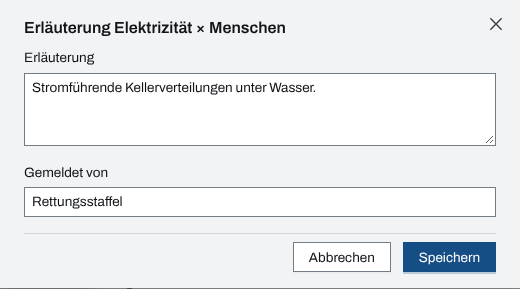 Erläuterung Elektrizität × Menschen
Erläuterung
Stromführende Kellerverteilungen unter Wasser.
Gemeldet von
Rettungsstaffel
Abbrechen
Speichern